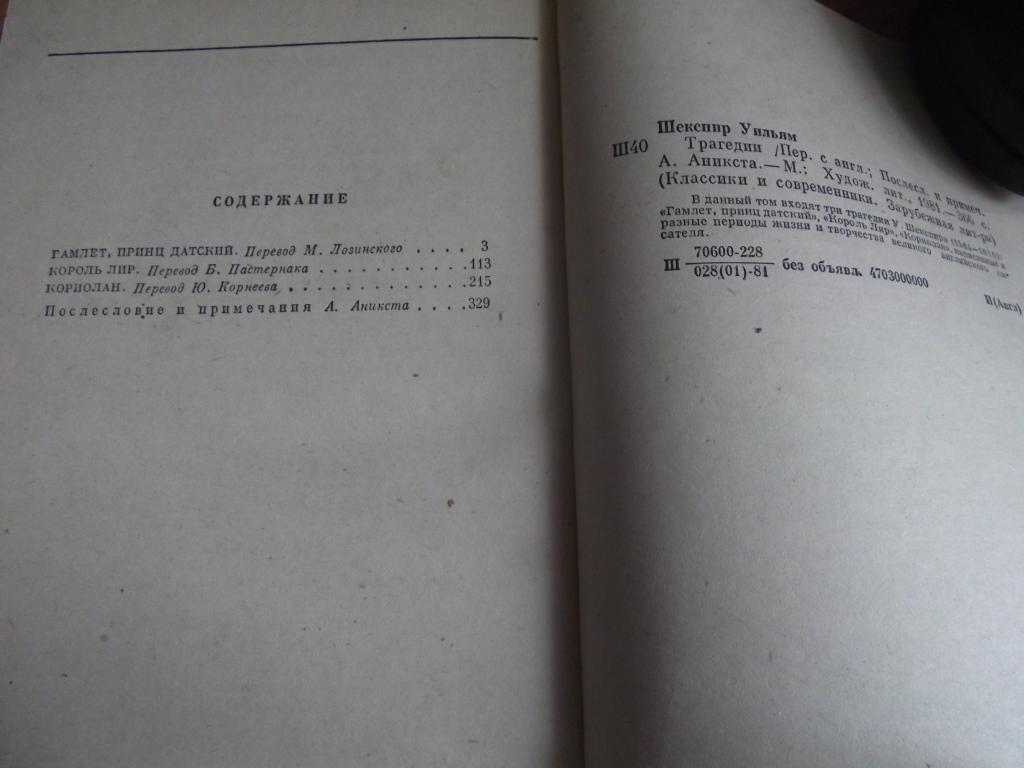 СОДЕРЖАНИЕ
ГАМЛЕТ, ПРИНЦ ДАТСКИЙ. Перевод М. Лозинского . . . . 3
КОРОЛЬ ЛИР. Перевод Б. Пастернака . . . . . . . . . . . .113
КОРИОЛАН. Перевод Ю. Корнеева . . . . . . . . . . . . . .215
Послесловие и примечания А. Аникста . . . .329
Шекспир Уильям
Ш40 Трагедии /Пер. с англ.; Послесл. и примеч.
А. Аникста.— М.: Худож. лит., 1981.— 366 с.
(Классики и современники. Зарубежная лит-ра)
В данный том входят три трагедии У. Шекспира
«Гамлет, принц датский», «Король Лир», «Кориолан», написанные в
разные периоды жизни и творчества великого английского пи-
сателя.
Ш 70600-228
028(01)-81 без объявл. 4703000000
И(Англ)